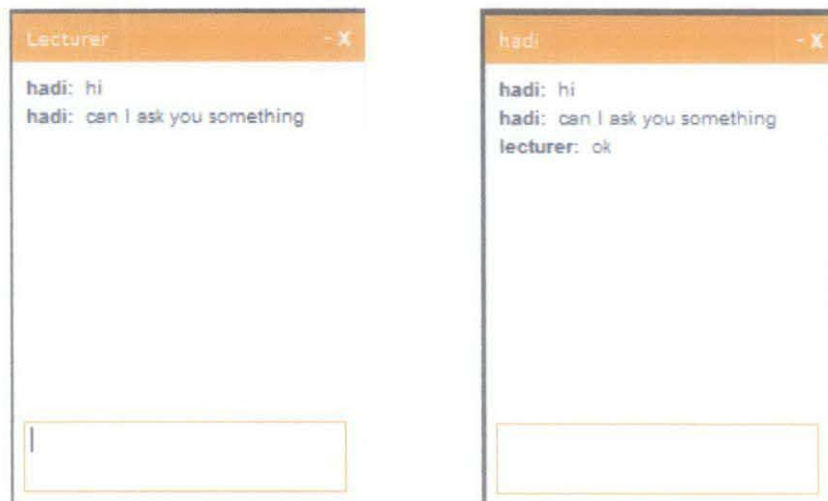 Lecturer - X
hadi: hi
hadi: can I ask you something
hadi - X
hadi: hi
hadi: can I ask you something
lecturer: ok